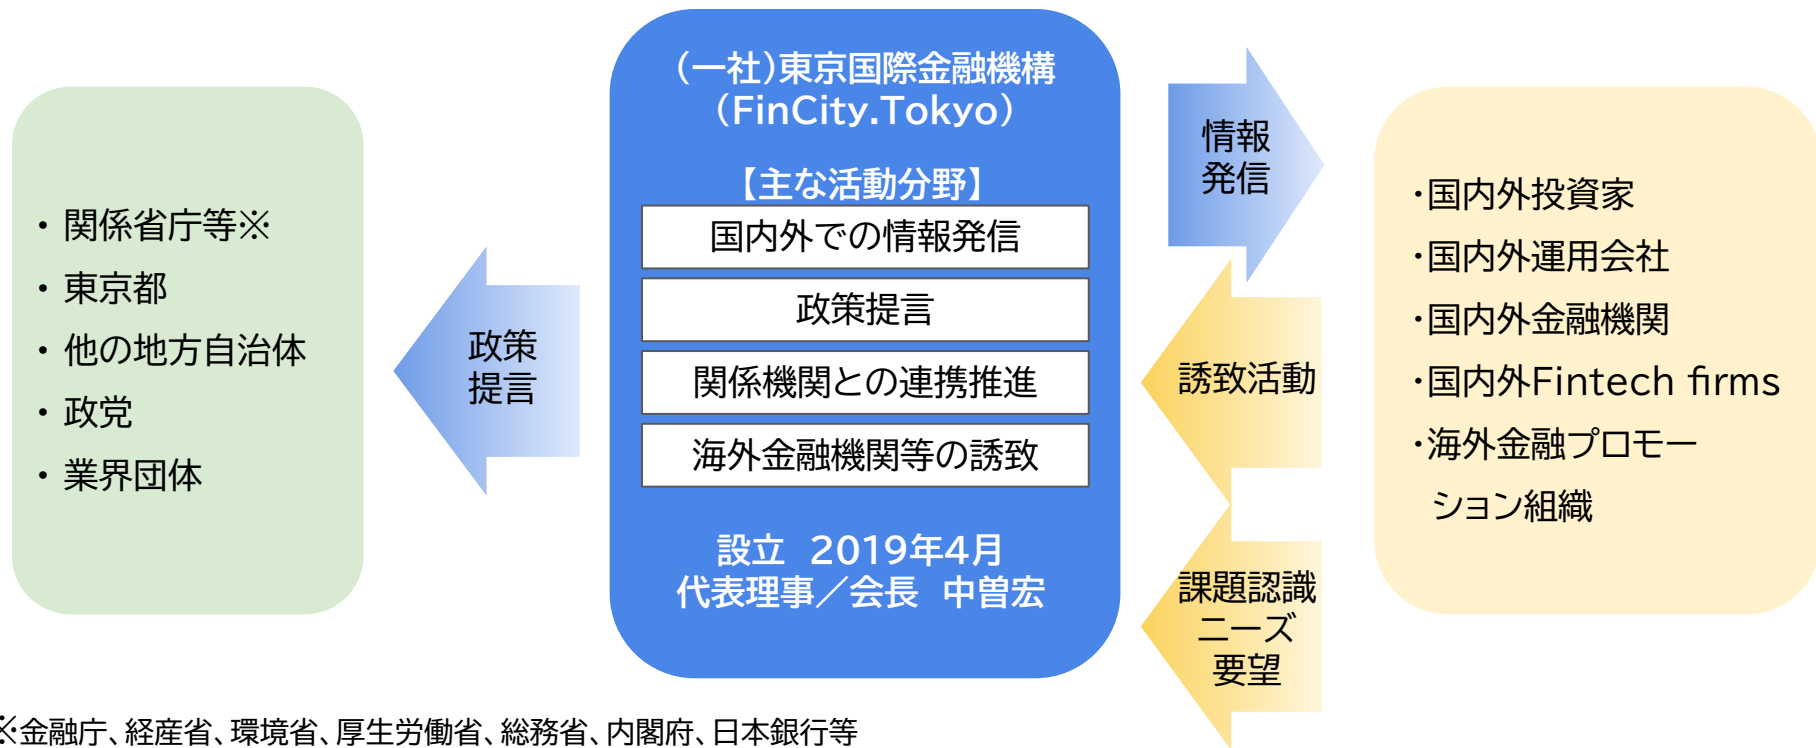 ・ 関係省庁等※
・ 東京都
・ 他の地方自治体
・ 政党
・ 業界団体
政策
提言
（一社）東京国際金融機構
（FinCity.Tokyo）
【主な活動分野】
国内外での情報発信
政策提言
関係機関との連携推進
海外金融機関等の誘致
設立　2019年4月
代表理事／会長　中曽宏
情報
発信
誘致活動
課題認識
ニーズ
要望
・国内外投資家
・国内外運用会社
・国内外金融機関
・国内外Fintech firms
・海外金融プロモー
ション組織
※金融庁、経産省、環境省、厚生労働省、総務省、内閣府、日本銀行等